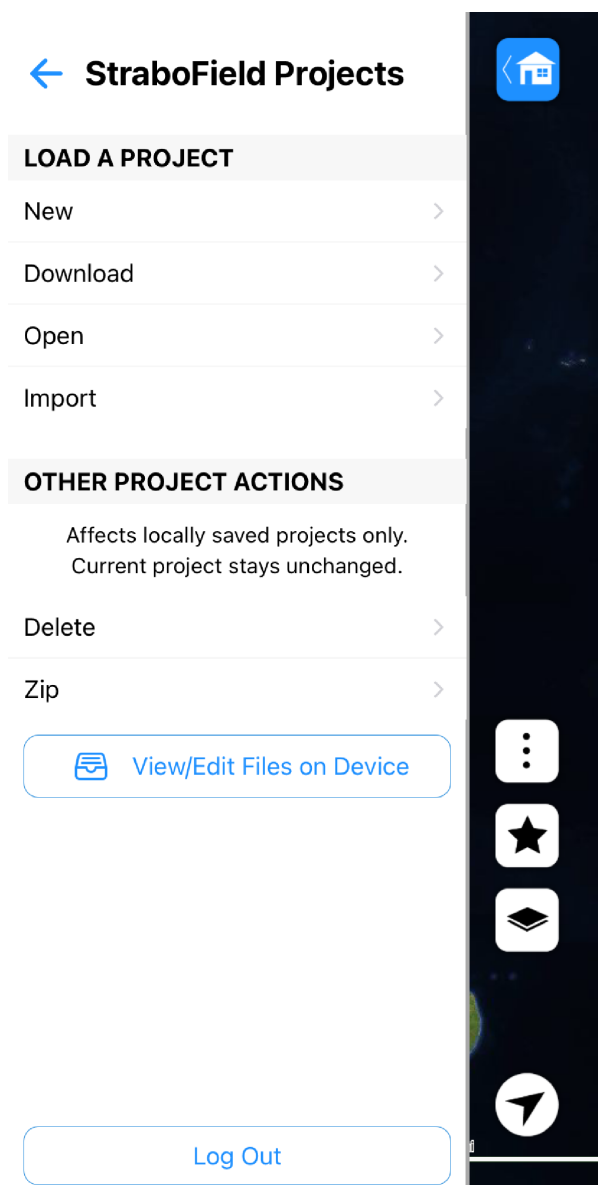 StraboField Projects
LOAD A PROJECT
New
Download
Open
Import
OTHER PROJECT ACTIONS
Affects locally saved projects only.
Current project stays unchanged.
Delete
Zip
View/Edit Files on Device
Log Out